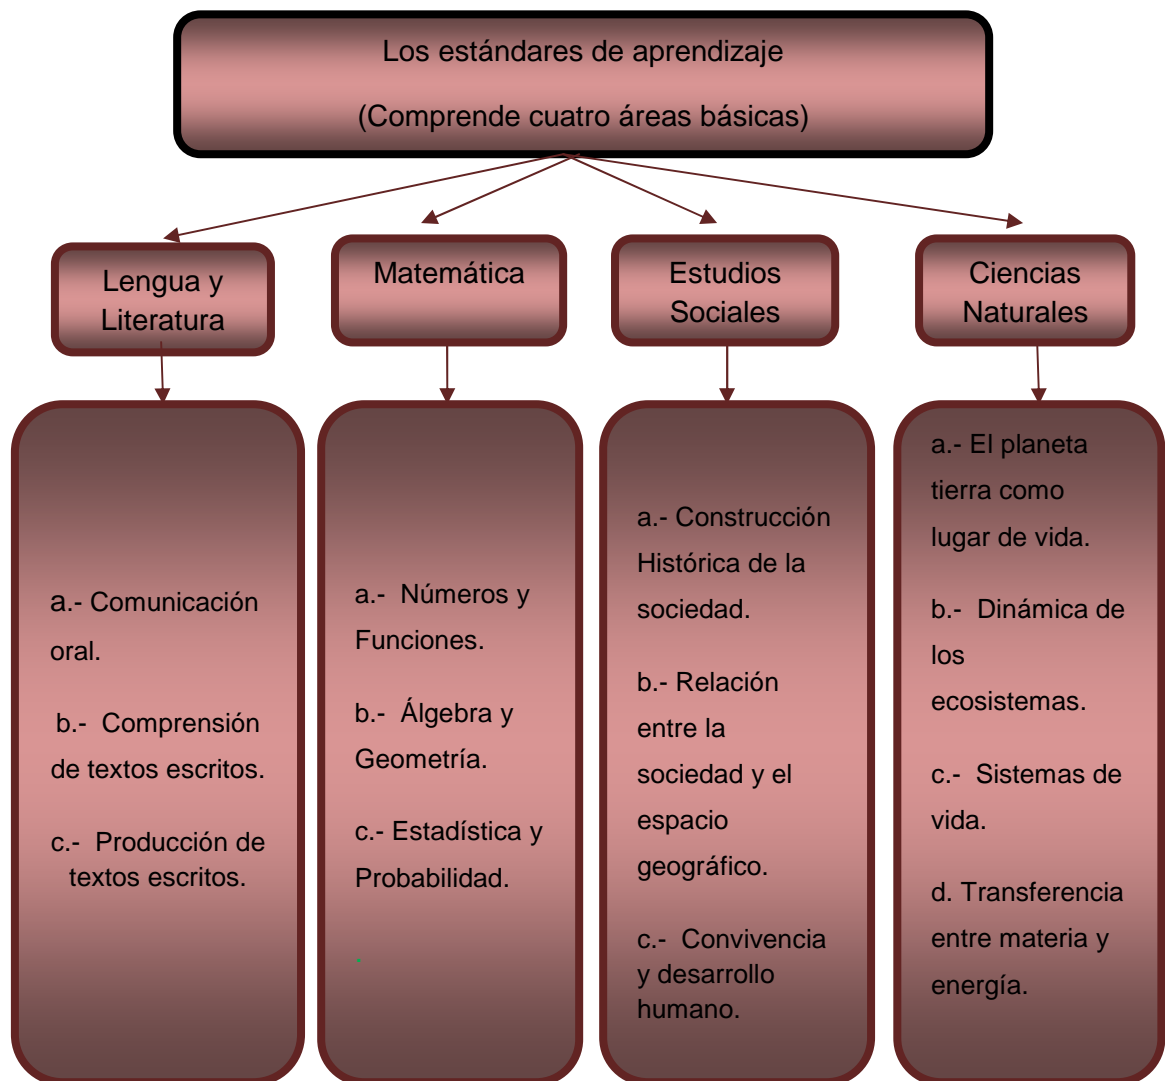 Los estándares de aprendizaje
(Comprende cuatro áreas básicas)
Lengua y
Literatura
Matemática
Estudios
Sociales
Ciencias
Naturales
a.- Comunicación
oral.
b.- Comprensión
de textos escritos.
c.- Producción de
textos escritos.
a.- Números y
Funciones.
b.- Álgebra y
Geometría.
c.- Estadística y
Probabilidad.
-
a.- Construcción
Histórica de la
sociedad.
b.- Relación
entre la
sociedad y el
espacio
geográfico.
c.- Convivencia
y desarrollo
humano.
a.- El planeta
tierra como
lugar de vida.
b.- Dinámica de
los
ecosistemas.
c.- Sistemas de
vida.
d. Transferencia
entre materia y
energía.